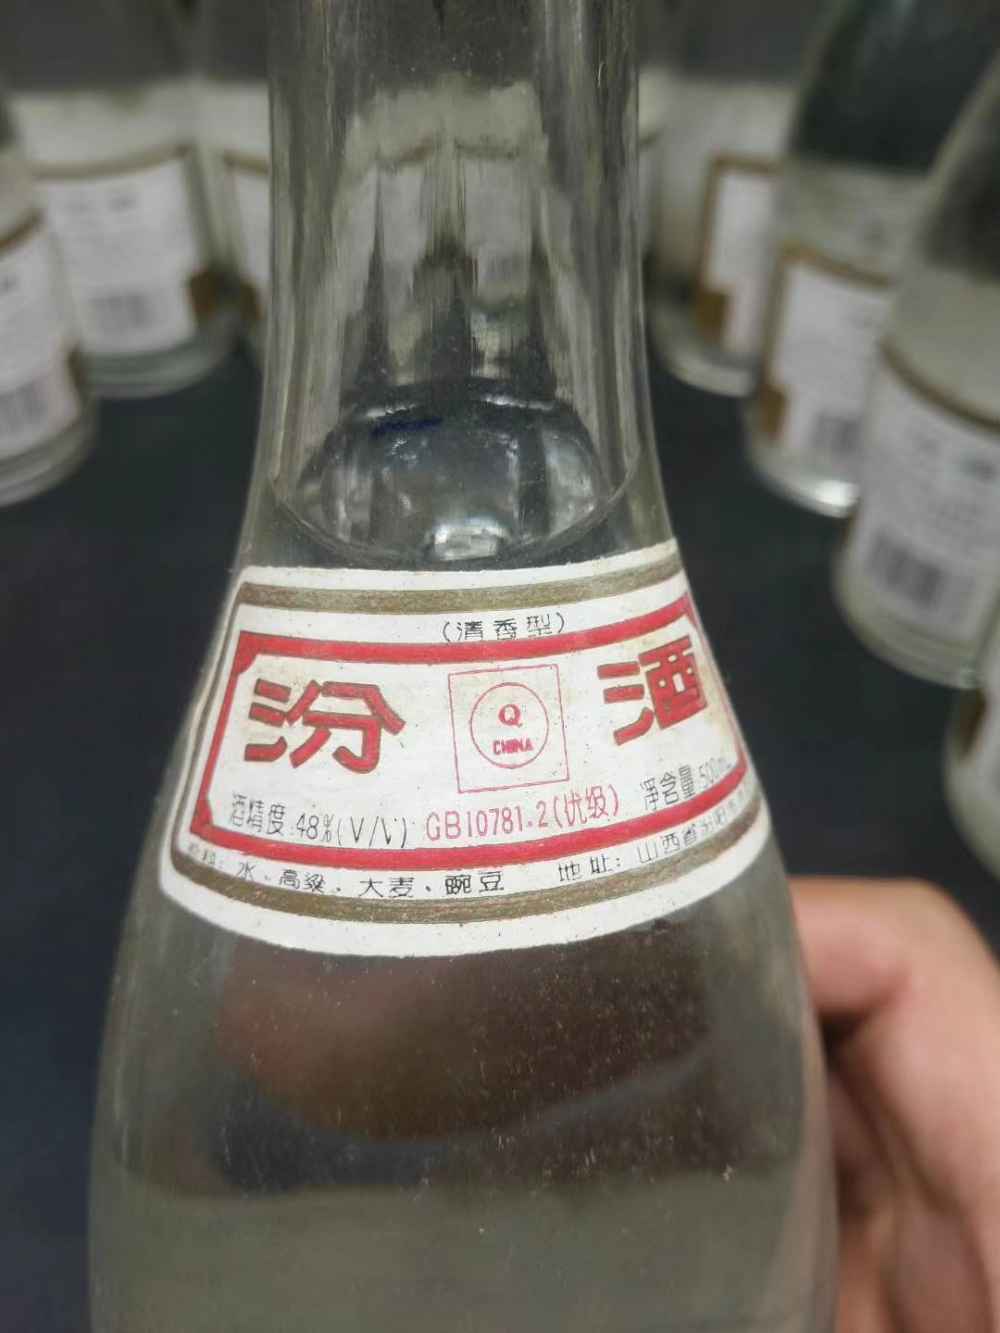 (清香型)
汾酒
Q
CHINA
酒精度:48%(V/V) GB10781.2(优级) 净含量:500mL
原料:水、高粱、大麦、豌豆 地址:山西省